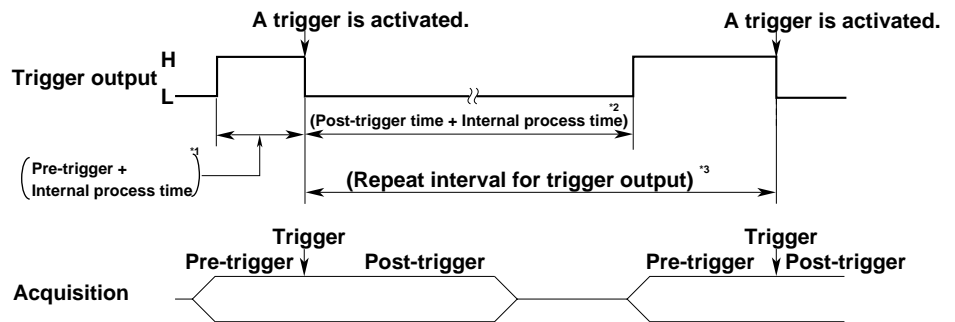 A trigger is activated. A trigger is activated.
H
Trigger output
L
(Post-trigger time + Internal process time) *2
*1
(Pre-trigger +
Internal process time)
(Repeat interval for trigger output) *3
Trigger Trigger
Pre-trigger Post-trigger Pre-trigger Post-trigger
Acquisition